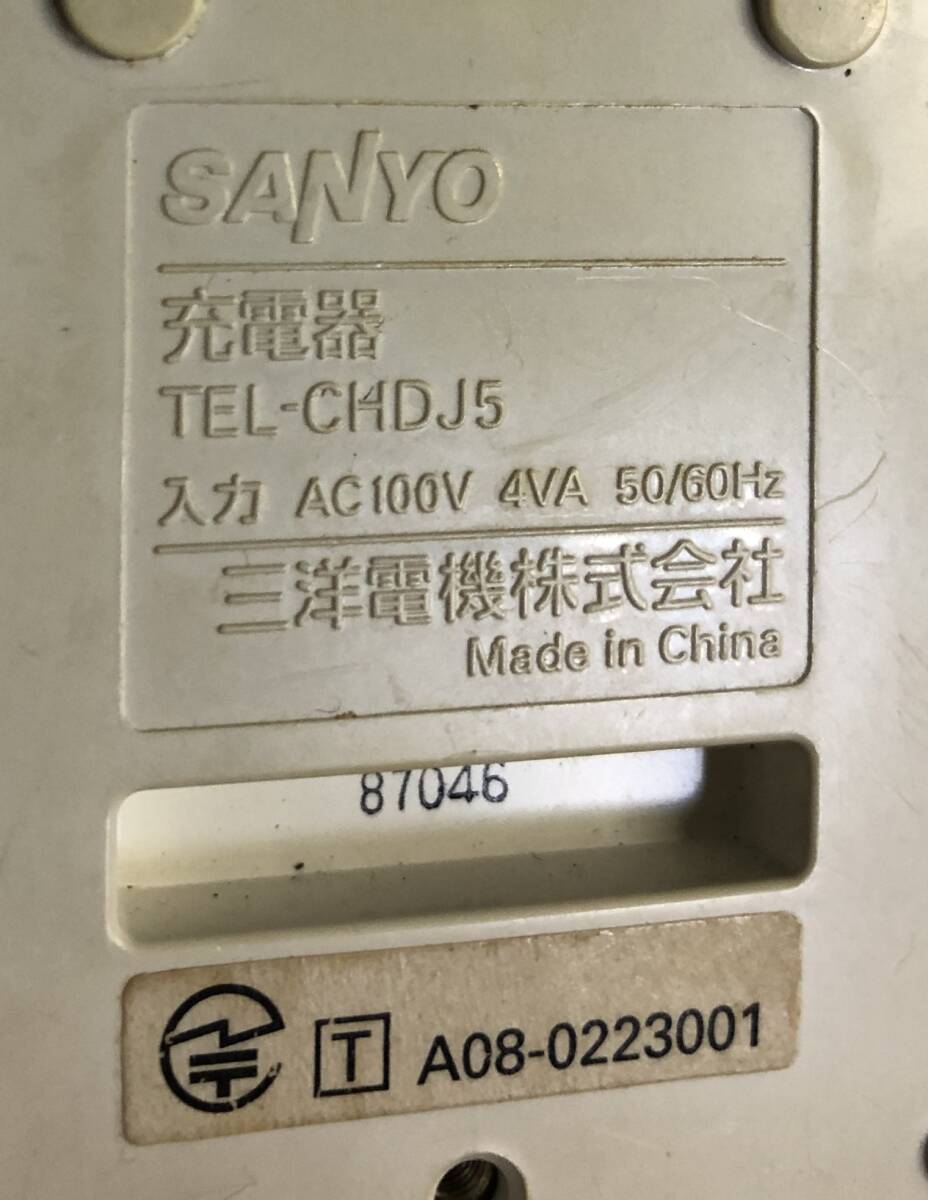 SANYO
充電器
TEL-CHDJ5
入力 AC100V 4VA 50/60Hz
三洋電機株式会社
Made in China
87046
T A08-0223001